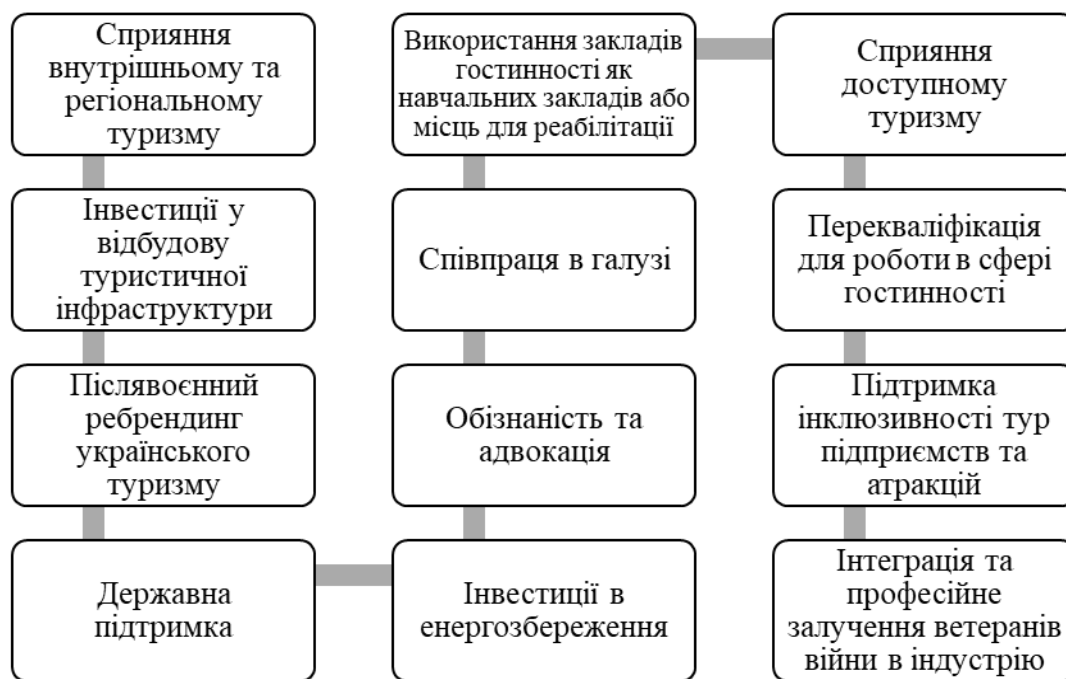 Сприяння
внутрішньому та
регіональному
туризму
Інвестиції у
відбудову
туристичної
інфраструктури
Післявоєнний
ребрендинг
українського
туризму
Державна
підтримка
Інвестиції в
енергозбереження
Обізнаність та
адвокація
Співпраця в галузі
Використання закладів
гостинності як
навчальних закладів або
місць для реабілітації
Сприяння
доступному
туризму
Перекваліфікація
для роботи в сфері
гостинності
Підтримка
інклюзивності тур
підприємств та
атракцій
Інтеграція та
професійне
залучення ветеранів
війни в індустрію